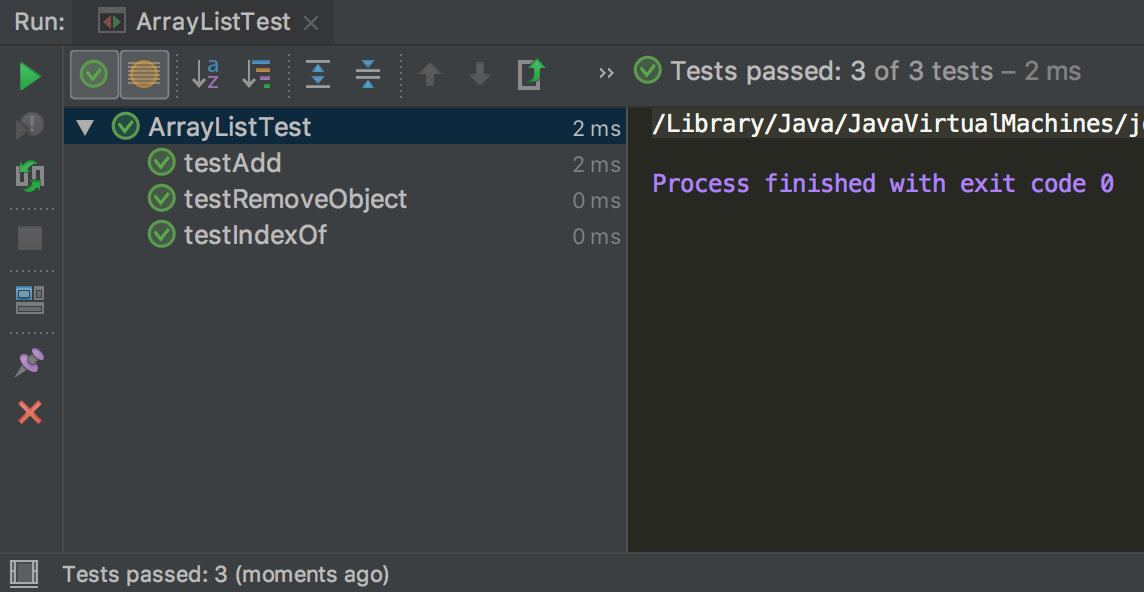 Run: ArrayListTest
Tests passed: 3 of 3 tests – 2 ms
ArrayListTest 2 ms
testAdd 2 ms
testRemoveObject 0 ms
testIndexOf 0 ms
/Library/Java/JavaVirtualMachines/j
Process finished with exit code 0
Tests passed: 3 (moments ago)